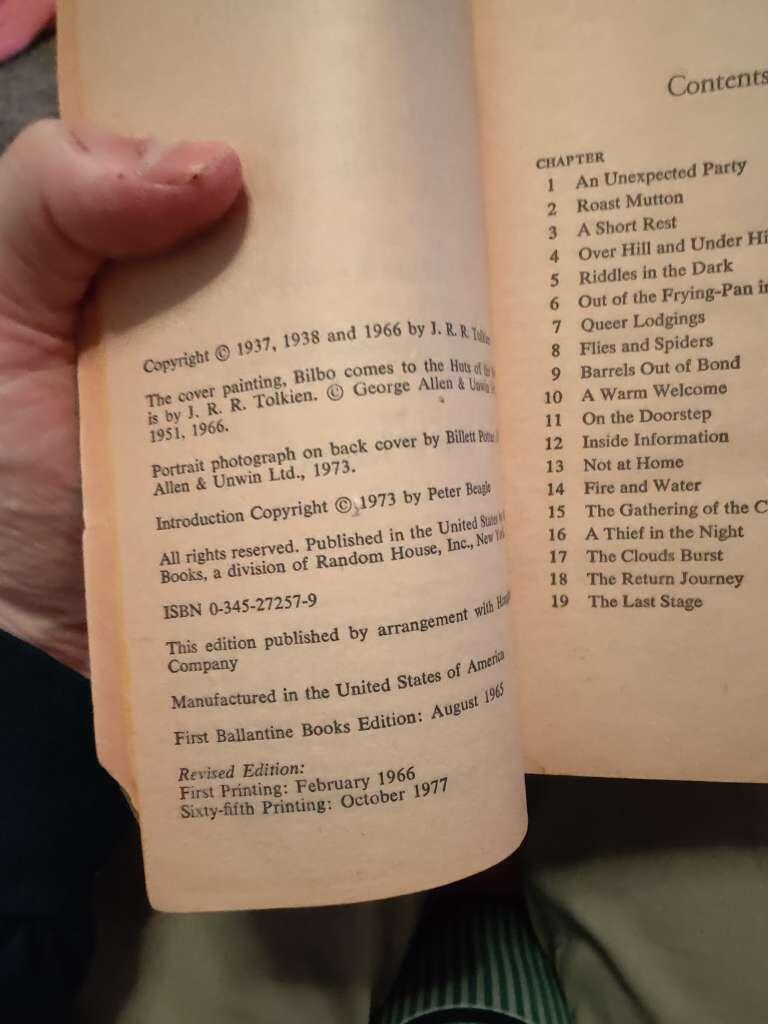 Copyright © 1937, 1938 and 1966 by J. R. R.
The cover painting, Bilbo comes to the Huts of the
is by J. R. R. Tolkien. © George Allen & Unwin
1951, 1966.
Portrait photograph on back cover by Billett
Allen & Unwin Ltd., 1973.
Introduction Copyright © 1973 by Peter Beagle
All rights reserved. Published in the United States
Books, a division of Random House, Inc., New
ISBN 0-345-27257-9
This edition published by arrangement with
Company
Manufactured in the United States of America
First Ballantine Books Edition: August 1965
Revised Edition:
First Printing: February 1966
Sixty-fifth Printing: October 1977
Contents
CHAPTER
1 An Unexpected Party
2 Roast Mutton
3 A Short Rest
4 Over Hill and Under
5 Riddles in the Dark
6 Out of the Frying-Pan
7 Queer Lodgings
8 Flies and Spiders
9 Barrels Out of Bond
10 A Warm Welcome
11 On the Doorstep
12 Inside Information
13 Not at Home
14 Fire and Water
15 The Gathering of the
16 A Thief in the Night
17 The Clouds Burst
18 The Return Journey
19 The Last Stage